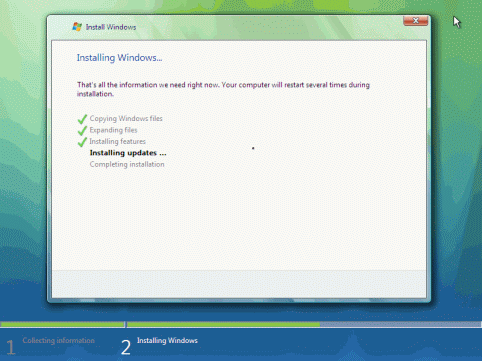 Install Windows
Installing Windows...
That's all the information we need right now. Your computer will restart several times during
installation.
Copying Windows files
Expanding files
Installing features
Installing updates ...
Completing installation
1 Collecting information
2 Installing Windows